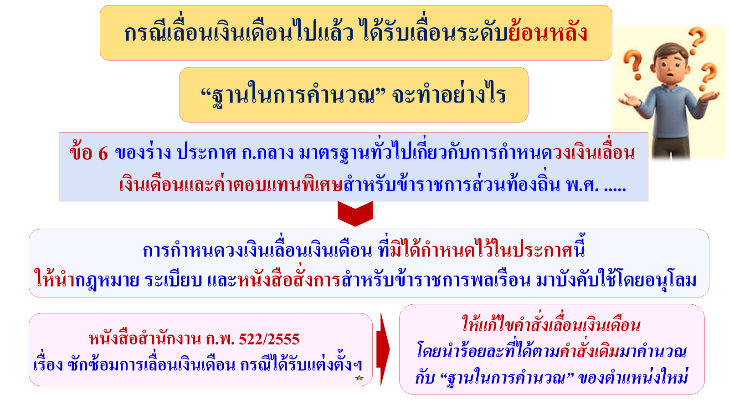 กรณีเลื่อนเงินเดือนไปแล้ว ได้รับเลื่อนระดับย้อนหลัง
“ฐานในการคำนวณ” จะทำอย่างไร
ข้อ 6 ของร่าง ประกาศ ก.กลาง มาตรฐานทั่วไปเกี่ยวกับการกำหนดวงเงินเลื่อน
เงินเดือนและค่าตอบแทนพิเศษสำหรับข้าราชการส่วนท้องถิ่น พ.ศ. .....
การกำหนดวงเงินเลื่อนเงินเดือน ที่มิได้กำหนดไว้ในประกาศนี้
ให้นำกฎหมาย ระเบียบ และหนังสือสั่งการสำหรับข้าราชการพลเรือน มาบังคับใช้โดยอนุโลม
หนังสือสำนักงาน ก.พ. 522/2555
เรื่อง ซักซ้อมการเลื่อนเงินเดือน กรณีได้รับแต่งตั้งฯ
ให้แก้ไขคำสั่งเลื่อนเงินเดือน
โดยนำร้อยละที่ได้ตามคำสั่งเดิมมาคำนวณ
กับ “ฐานในการคำนวณ” ของตำแหน่งใหม่